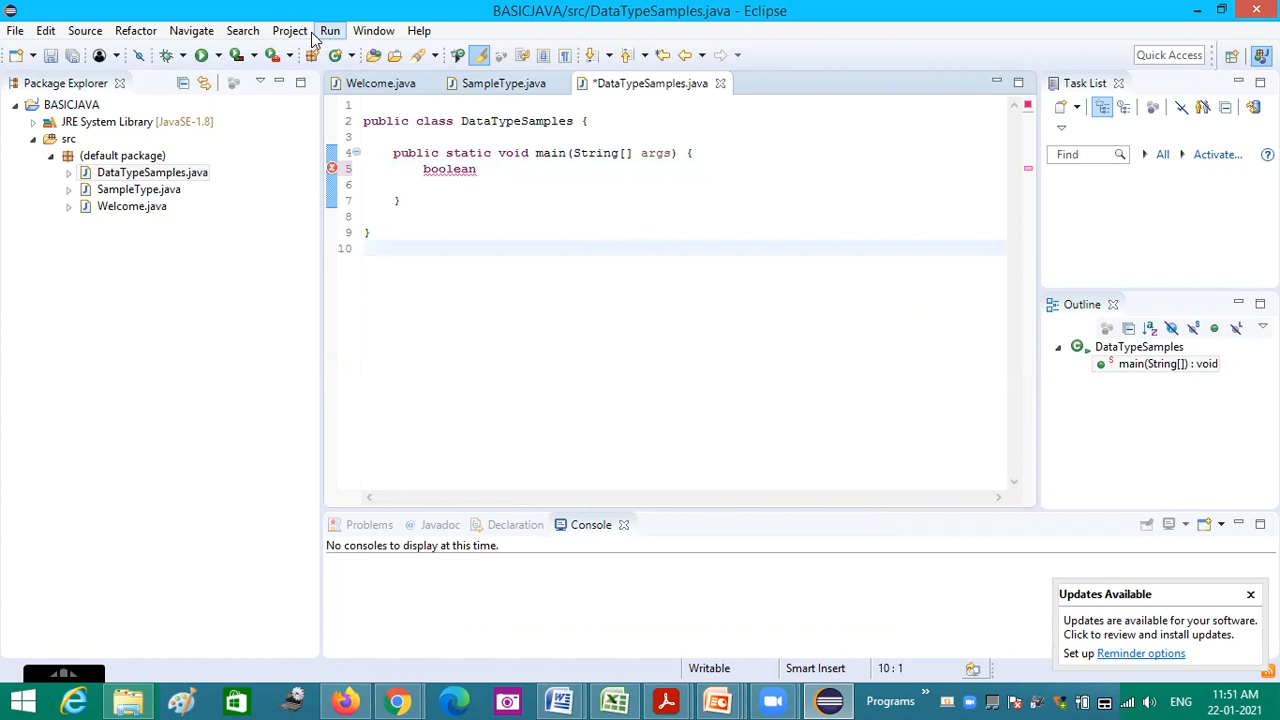 BASICJAVA/src/DataTypeSamples.java - Eclipse
File Edit Source Refactor Navigate Search Project Run Window Help
Quick Access
Package Explorer
Welcome.java SampleType.java *DataTypeSamples.java
Task List
BASICJAVA
JRE System Library [JavaSE-1.8]
src
(default package)
DataTypeSamples.java
SampleType.java
Welcome.java
1
2 public class DataTypeSamples {
3
4 public static void main(String[] args) {
5 boolean
6
7 }
8
9 }
10
Find All Activate...
Outline
DataTypeSamples
main(String[]) : void
Problems Javadoc Declaration Console
No consoles to display at this time.
Updates Available
Updates are available for your software.
Click to review and install updates.
Set up Reminder options
Writable Smart Insert 10 : 1
Programs ENG
11:51 AM
22-01-2021